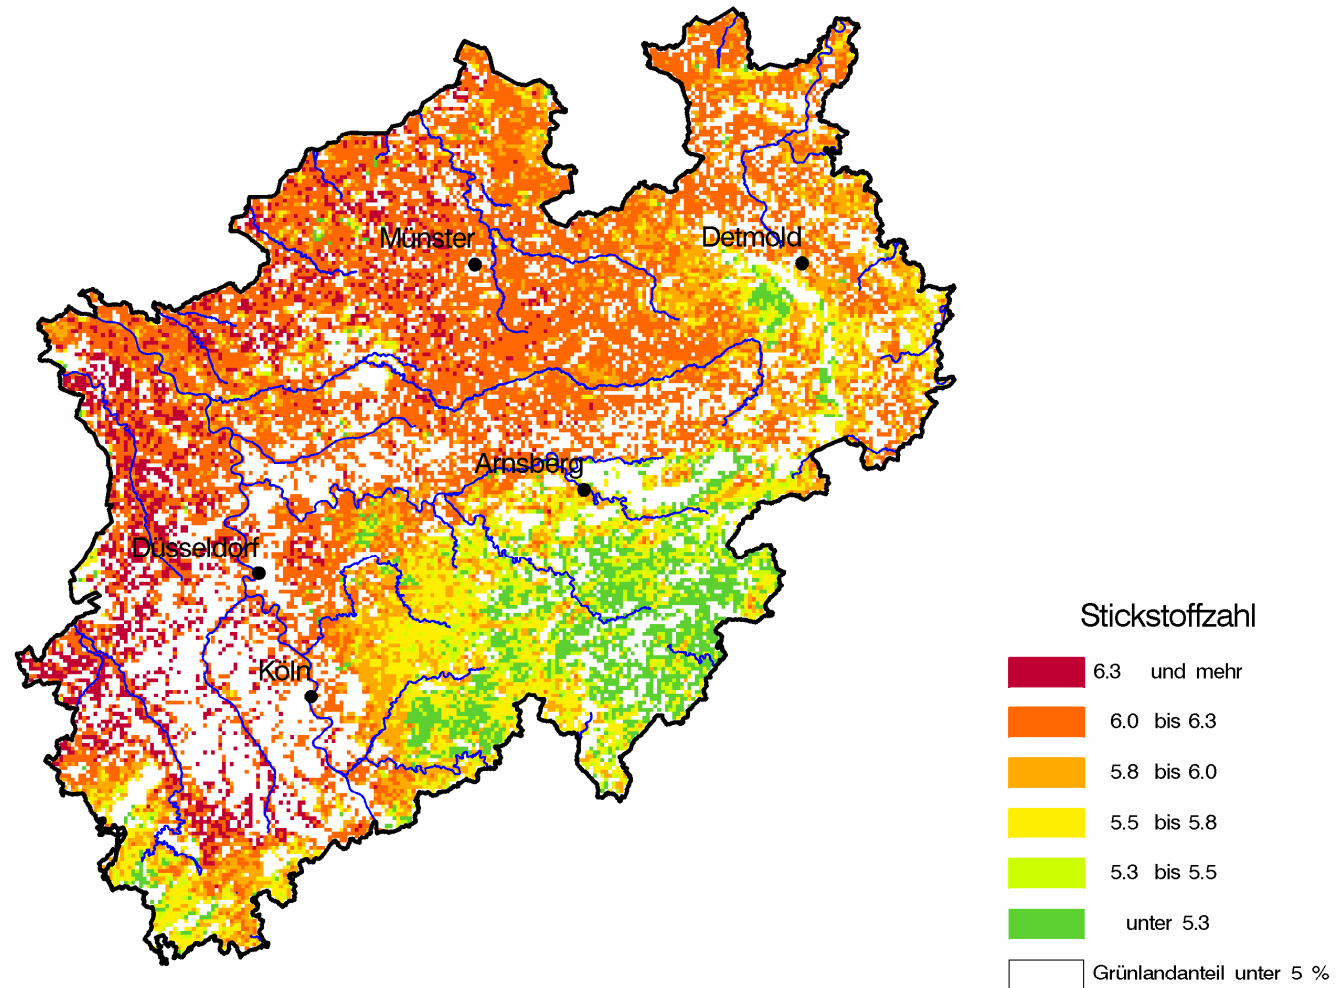 Münster
Detmold
Arnsberg
Düsseldorf
Köln
Stickstoffzahl
6.3 und mehr
6.0 bis 6.3
5.8 bis 6.0
5.5 bis 5.8
5.3 bis 5.5
unter 5.3
Grünlandanteil unter 5 %